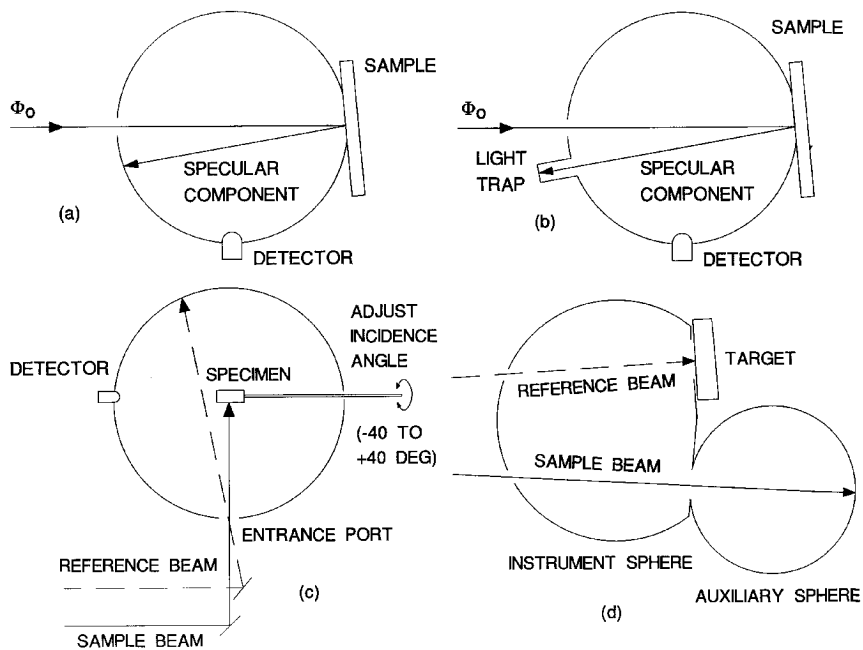 SAMPLE
Φo
SPECULAR
COMPONENT
(a)
DETECTOR
SAMPLE
Φo
LIGHT
TRAP
SPECULAR
COMPONENT
(b)
DETECTOR
ADJUST
INCIDENCE
ANGLE
DETECTOR
SPECIMEN
(-40 TO
+40 DEG)
ENTRANCE PORT
REFERENCE BEAM
(c)
SAMPLE BEAM
TARGET
REFERENCE BEAM
SAMPLE BEAM
INSTRUMENT SPHERE
(d)
AUXILIARY SPHERE